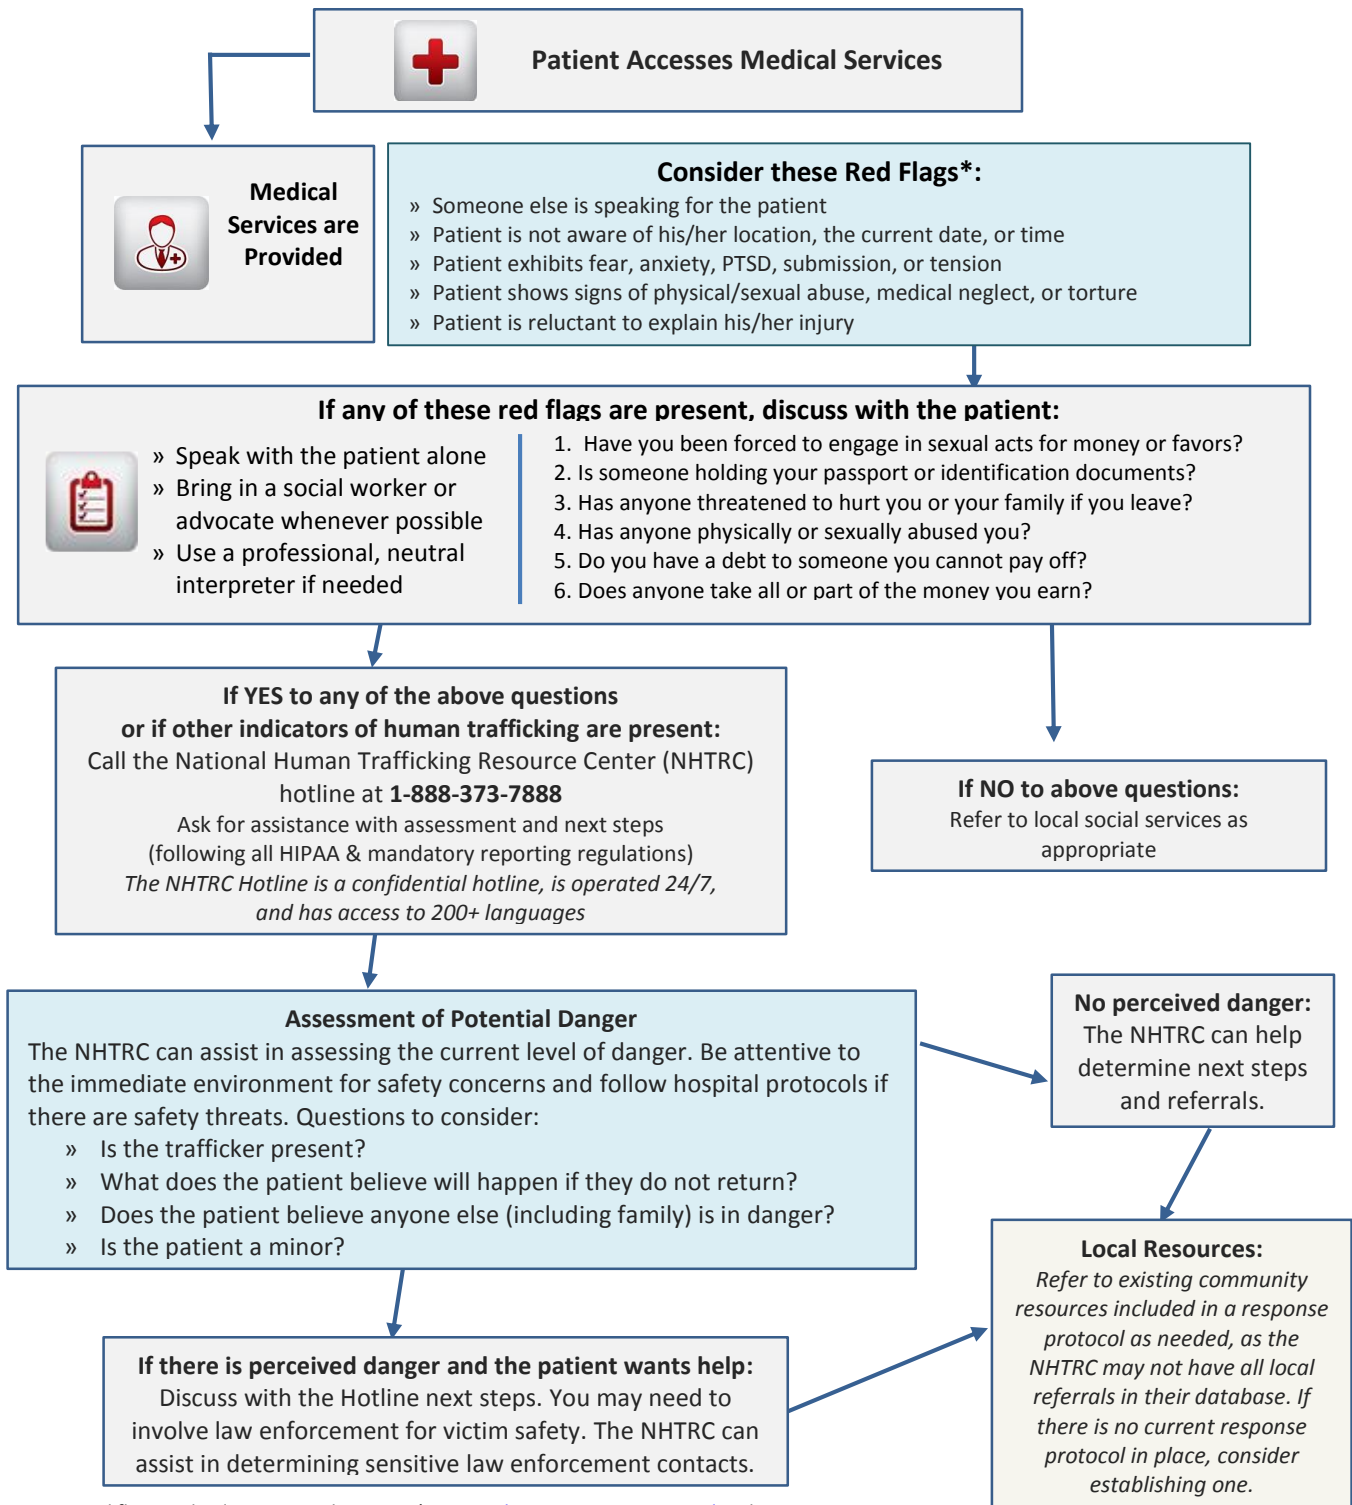 Patient Accesses Medical Services
Medical
Services are
Provided
Consider these Red Flags*:
» Someone else is speaking for the patient
» Patient is not aware of his/her location, the current date, or time
» Patient exhibits fear, anxiety, PTSD, submission, or tension
» Patient shows signs of physical/sexual abuse, medical neglect, or torture
» Patient is reluctant to explain his/her injury
If any of these red flags are present, discuss with the patient:
» Speak with the patient alone
» Bring in a social worker or
advocate whenever possible
» Use a professional, neutral
interpreter if needed
1. Have you been forced to engage in sexual acts for money or favors?
2. Is someone holding your passport or identification documents?
3. Has anyone threatened to hurt you or your family if you leave?
4. Has anyone physically or sexually abused you?
5. Do you have a debt to someone you cannot pay off?
6. Does anyone take all or part of the money you earn?
If YES to any of the above questions
or if other indicators of human trafficking are present:
Call the National Human Trafficking Resource Center (NHTRC)
hotline at 1-888-373-7888
Ask for assistance with assessment and next steps
(following all HIPAA & mandatory reporting regulations)
The NHTRC Hotline is a confidential hotline, is operated 24/7,
and has access to 200+ languages
If NO to above questions:
Refer to local social services as
appropriate
Assessment of Potential Danger
The NHTRC can assist in assessing the current level of danger. Be attentive to
the immediate environment for safety concerns and follow hospital protocols if
there are safety threats. Questions to consider:
» Is the trafficker present?
» What does the patient believe will happen if they do not return?
» Does the patient believe anyone else (including family) is in danger?
» Is the patient a minor?
No perceived danger:
The NHTRC can help
determine next steps
and referrals.
If there is perceived danger and the patient wants help:
Discuss with the Hotline next steps. You may need to
involve law enforcement for victim safety. The NHTRC can
assist in determining sensitive law enforcement contacts.
Local Resources:
Refer to existing community
resources included in a response
protocol as needed, as the
NHTRC may not have all local
referrals in their database. If
there is no current response
protocol in place, consider
establishing one.